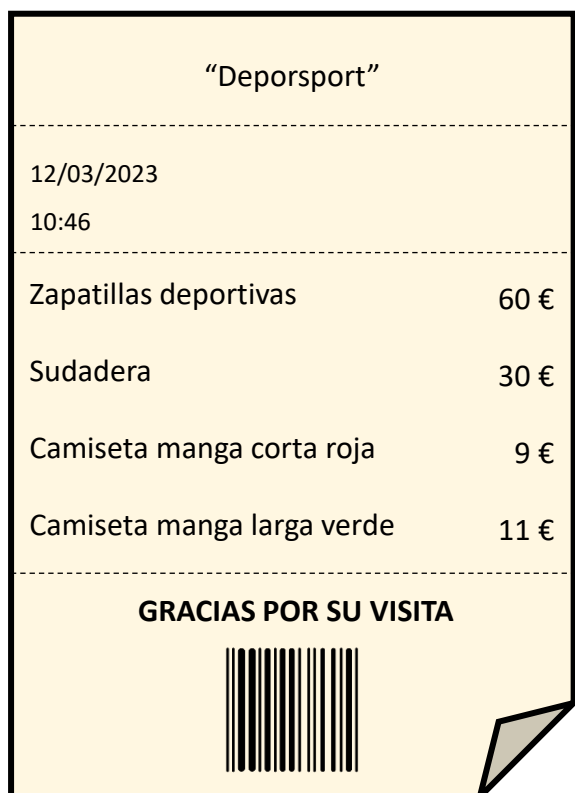 “Deporsport”
12/03/2023
10:46
Zapatillas deportivas 60 €
Sudadera 30 €
Camiseta manga corta roja 9 €
Camiseta manga larga verde 11 €
GRACIAS POR SU VISITA